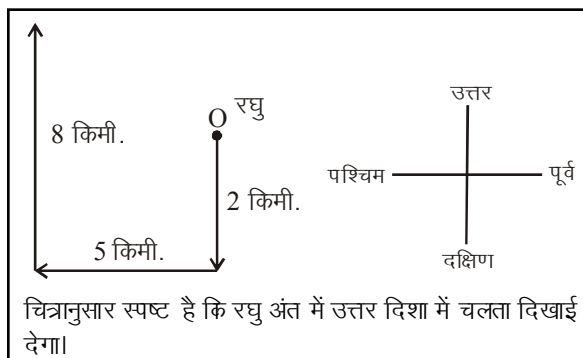 O रघु
8 किमी.
2 किमी.
5 किमी.
उत्तर
पश्चिम
पूर्व
दक्षिण
चित्रानुसार स्पष्ट है कि रघु अंत में उत्तर दिशा में चलता दिखाई
देगा।